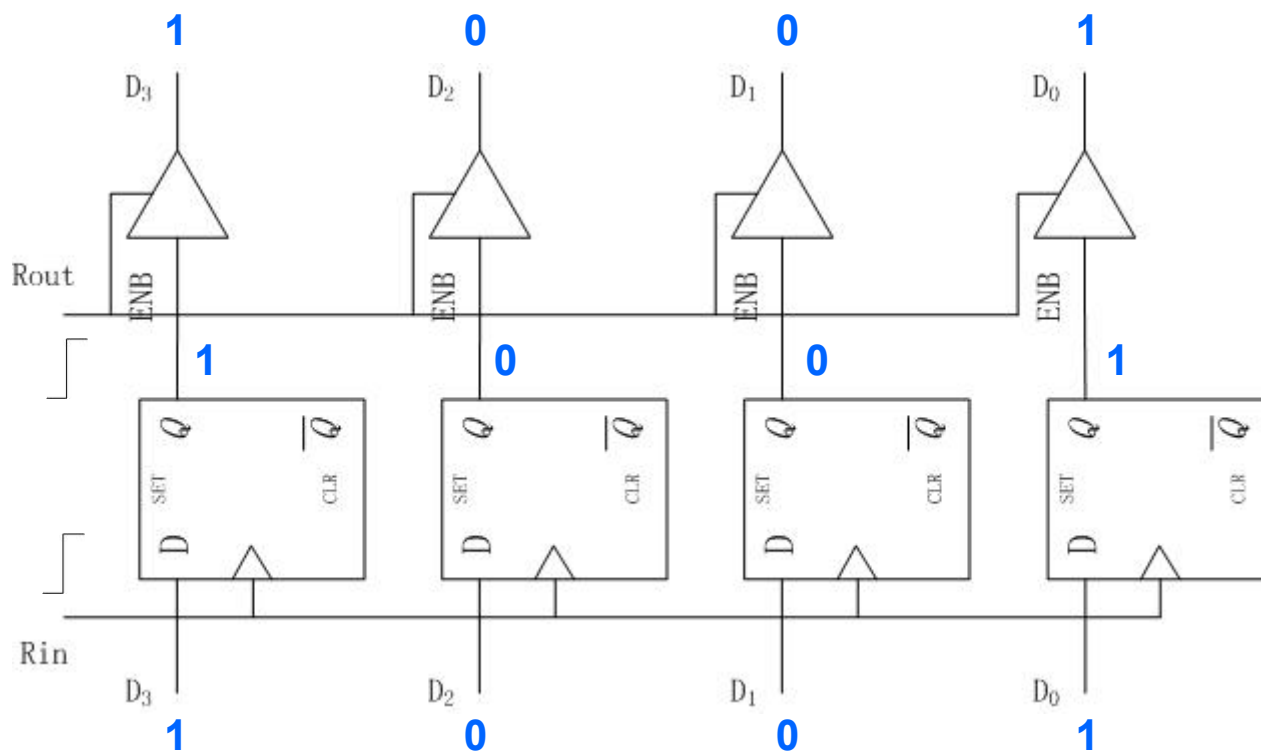 1 0 0 1
D₃ D₂ D₁ D₀
Rout
ENB ENB ENB ENB
1 0 0 1
Q Q̅ Q Q̅ Q Q̅ Q Q̅
SET CLR SET CLR SET CLR SET CLR
D D D D
Rin
D₃ D₂ D₁ D₀
1 0 0 1